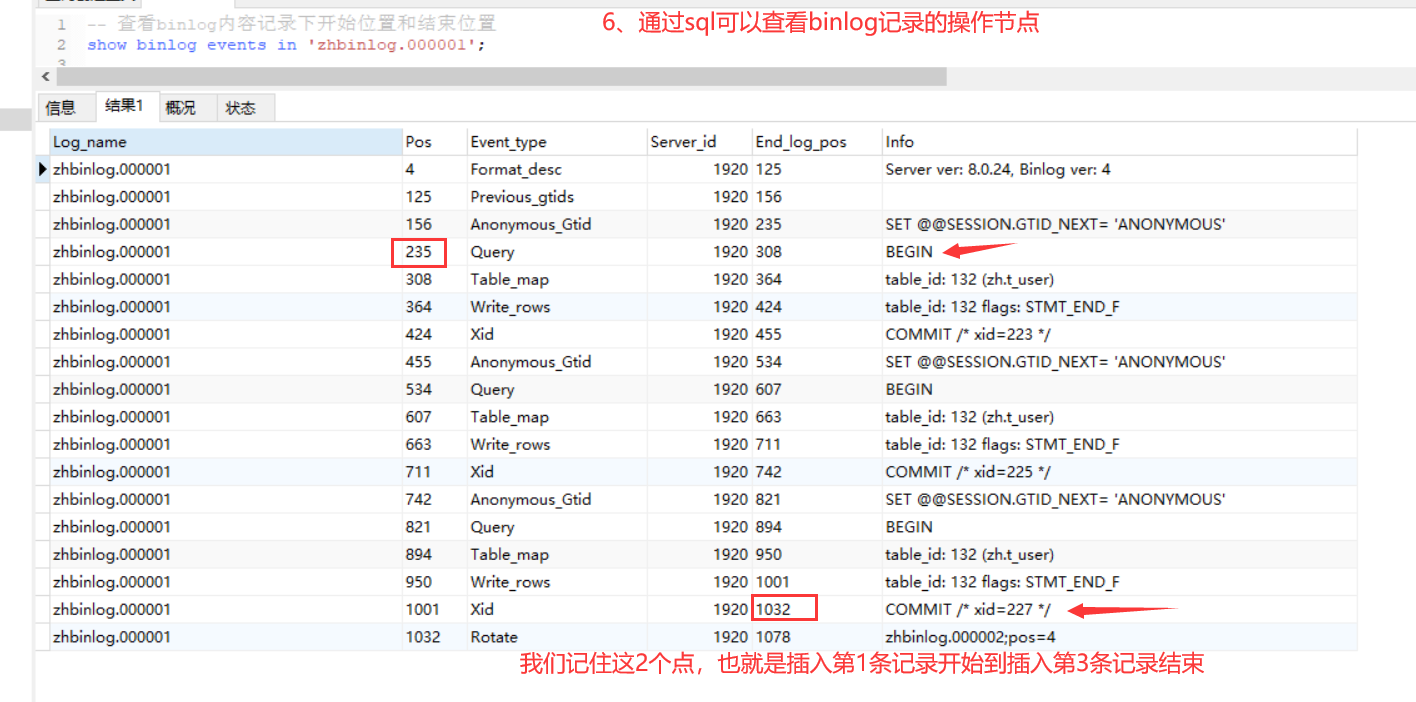 6、通过sql可以查看binlog记录的操作节点
1 -- 查看binlog内容记录下开始位置和结束位置
2 show binlog events in 'zhbinlog.000001';
3
信息 结果1 概况 状态
Log_name Pos Event_type Server_id End_log_pos Info
zhbinlog.000001 4 Format_desc 1920 125 Server ver: 8.0.24, Binlog ver: 4
zhbinlog.000001 125 Previous_gtids 1920 156
zhbinlog.000001 156 Anonymous_Gtid 1920 235 SET @@SESSION.GTID_NEXT= 'ANONYMOUS'
zhbinlog.000001 235 Query 1920 308 BEGIN
zhbinlog.000001 308 Table_map 1920 364 table_id: 132 (zh.t_user)
zhbinlog.000001 364 Write_rows 1920 424 table_id: 132 flags: STMT_END_F
zhbinlog.000001 424 Xid 1920 455 COMMIT /* xid=223 */
zhbinlog.000001 455 Anonymous_Gtid 1920 534 SET @@SESSION.GTID_NEXT= 'ANONYMOUS'
zhbinlog.000001 534 Query 1920 607 BEGIN
zhbinlog.000001 607 Table_map 1920 663 table_id: 132 (zh.t_user)
zhbinlog.000001 663 Write_rows 1920 711 table_id: 132 flags: STMT_END_F
zhbinlog.000001 711 Xid 1920 742 COMMIT /* xid=225 */
zhbinlog.000001 742 Anonymous_Gtid 1920 821 SET @@SESSION.GTID_NEXT= 'ANONYMOUS'
zhbinlog.000001 821 Query 1920 894 BEGIN
zhbinlog.000001 894 Table_map 1920 950 table_id: 132 (zh.t_user)
zhbinlog.000001 950 Write_rows 1920 1001 table_id: 132 flags: STMT_END_F
zhbinlog.000001 1001 Xid 1920 1032 COMMIT /* xid=227 */
zhbinlog.000001 1032 Rotate 1920 1078 zhbinlog.000002;pos=4
我们记住这2个点，也就是插入第1条记录开始到插入第3条记录结束